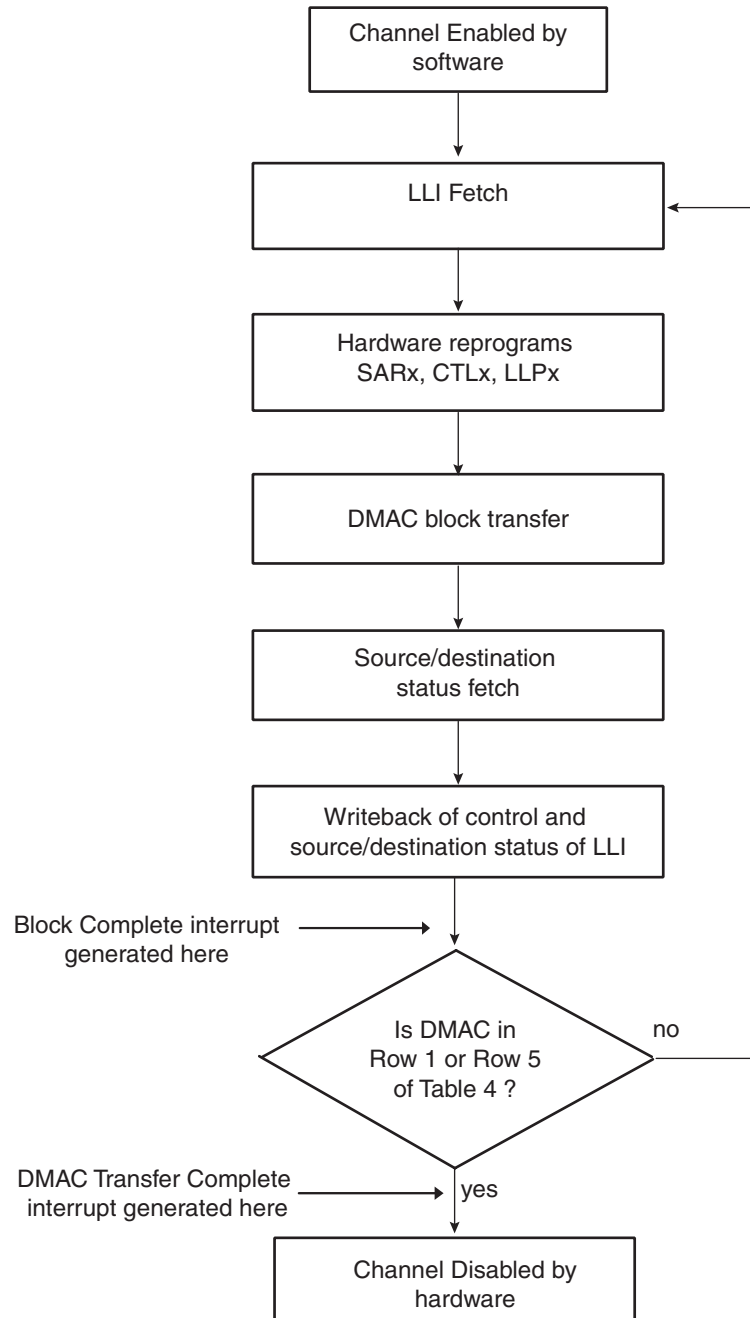 Channel Enabled by
software
LLI Fetch
Hardware reprograms
SARx, CTLx, LLPx
DMAC block transfer
Source/destination
status fetch
Writeback of control and
source/destination status of LLI
Block Complete interrupt
generated here
Is DMAC in
Row 1 or Row 5
of Table 4 ?
no
DMAC Transfer Complete
interrupt generated here
yes
Channel Disabled by
hardware